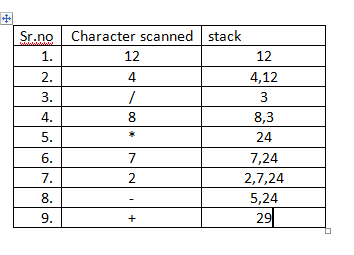 Sr.no Character scanned stack
1. 12 12
2. 4 4,12
3. / 3
4. 8 8,3
5. * 24
6. 7 7,24
7. 2 2,7,24
8. - 5,24
9. + 29